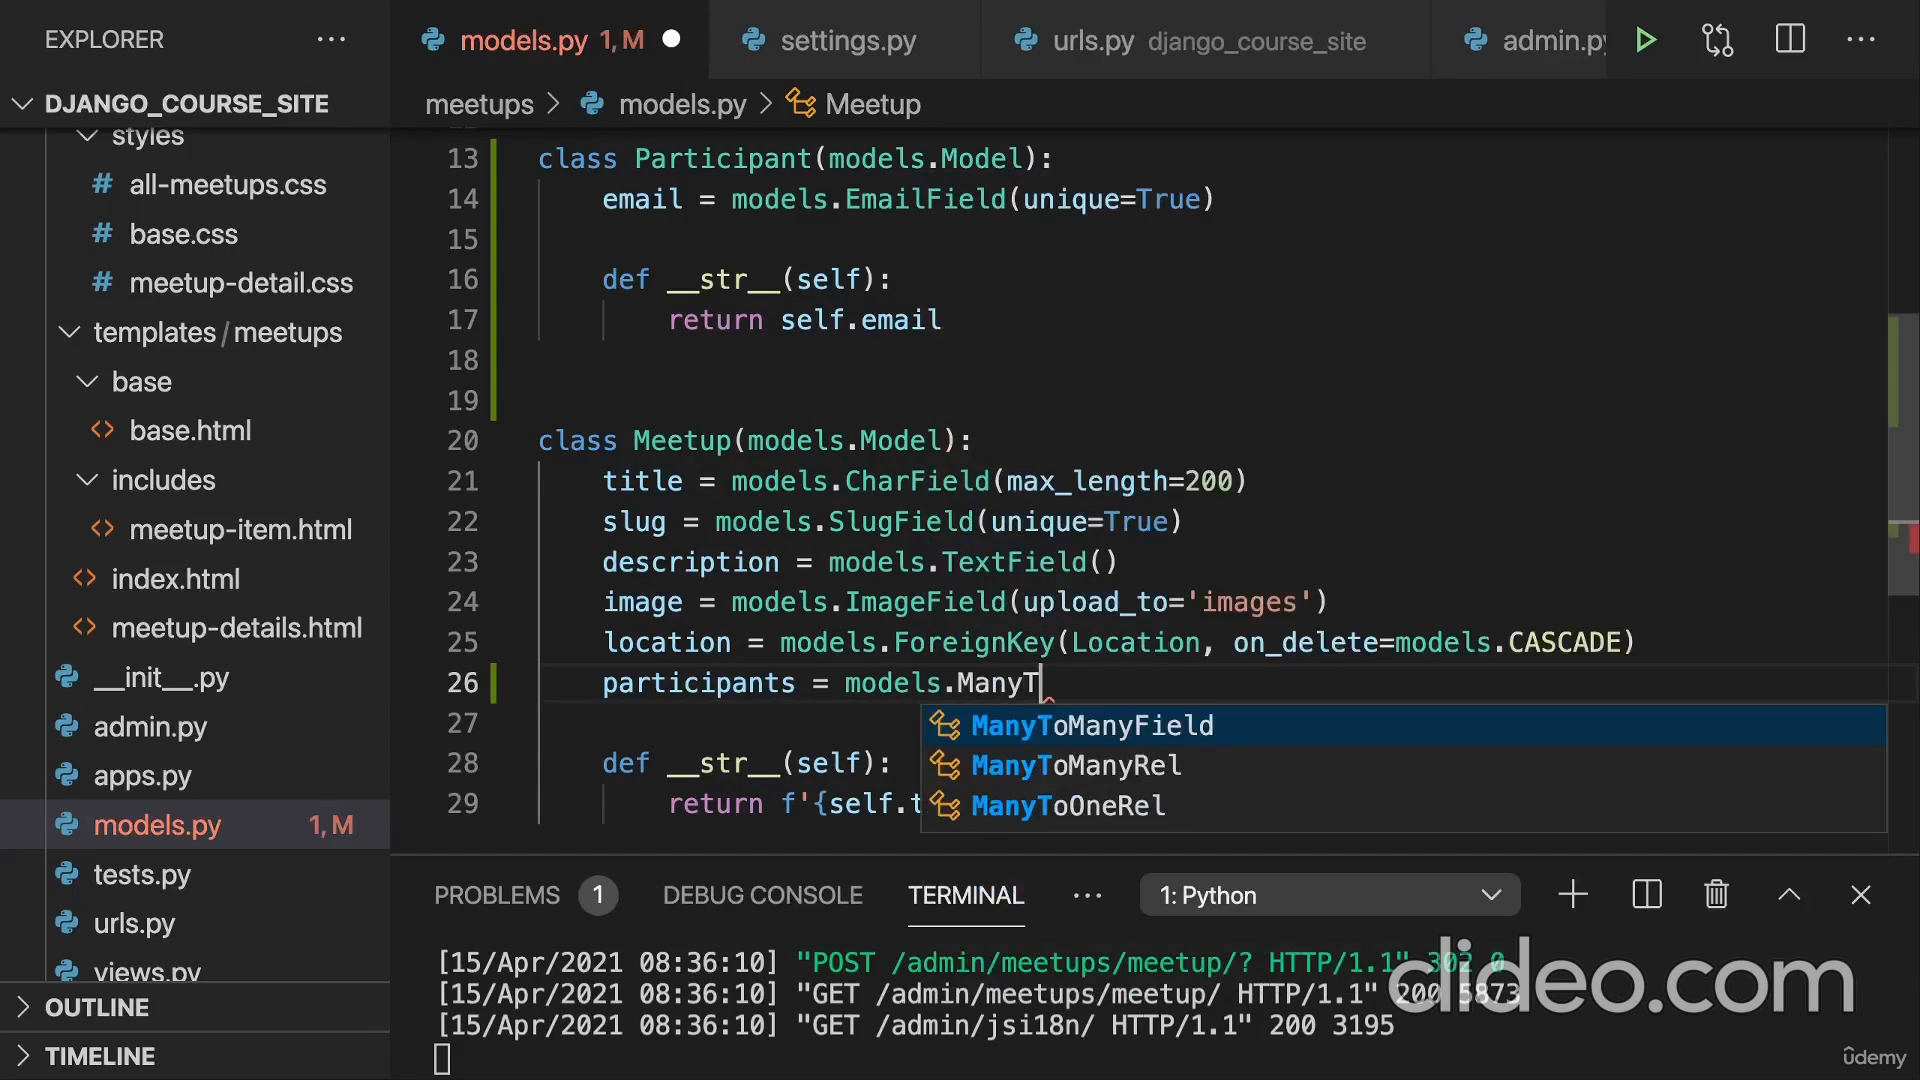 EXPLORER
DJANGO_COURSE_SITE
styles
# all-meetups.css
# base.css
# meetup-detail.css
templates/meetups
base
<> base.html
includes
<> meetup-item.html
<> index.html
<> meetup-details.html
__init__.py
admin.py
apps.py
models.py 1, M
tests.py
urls.py
views.py
OUTLINE
TIMELINE
models.py 1, M
settings.py
urls.py django_course_site
admin.py
meetups > models.py > Meetup
13 class Participant(models.Model):
14 email = models.EmailField(unique=True)
15
16 def __str__(self):
17 return self.email
18
19
20 class Meetup(models.Model):
21 title = models.CharField(max_length=200)
22 slug = models.SlugField(unique=True)
23 description = models.TextField()
24 image = models.ImageField(upload_to='images')
25 location = models.ForeignKey(Location, on_delete=models.CASCADE)
26 participants = models.ManyT
27
28 def __str__(self):
29 return f'{self.t
ManyToManyField
ManyToManyRel
ManyToOneRel
PROBLEMS 1 DEBUG CONSOLE TERMINAL ··· 1: Python
[15/Apr/2021 08:36:10] "POST /admin/meetups/meetup/? HTTP/1.1" 302 0
[15/Apr/2021 08:36:10] "GET /admin/meetups/meetup/ HTTP/1.1" 200 5873
[15/Apr/2021 08:36:10] "GET /admin/jsi18n/ HTTP/1.1" 200 3195
clideo.com
ûdemy